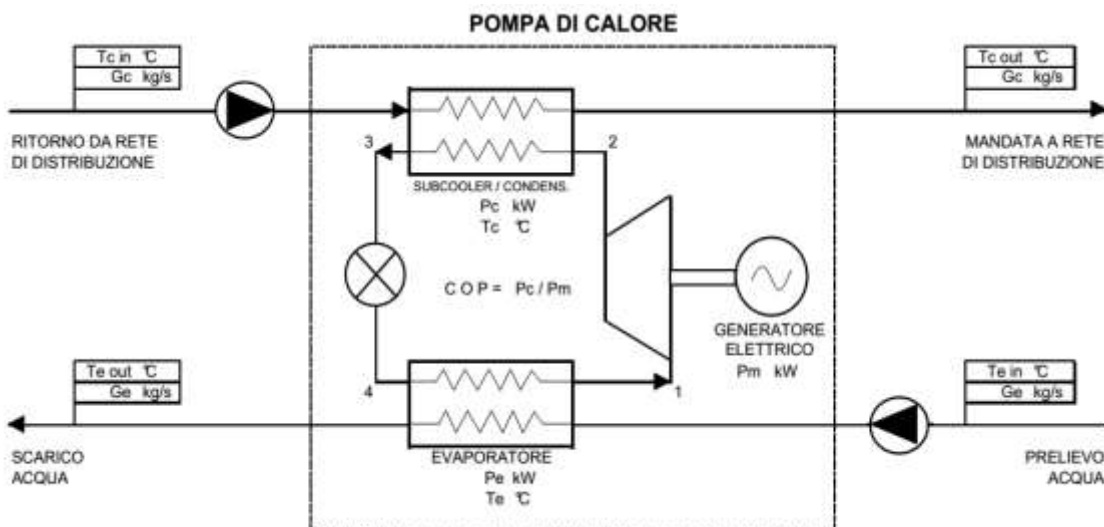 POMPA DI CALORE
Tc in °C
Gc kg/s
Tc out °C
Gc kg/s
RITORNO DA RETE
DI DISTRIBUZIONE
3
2
MANDATA A RETE
DI DISTRIBUZIONE
SUBCOOLER / CONDENS.
Pc kW
Tc °C
C O P = Pc / Pm
GENERATORE
ELETTRICO
Pm kW
Te out °C
Ge kg/s
4
1
Te in °C
Ge kg/s
SCARICO
ACQUA
EVAPORATORE
Pe kW
Te °C
PRELIEVO
ACQUA